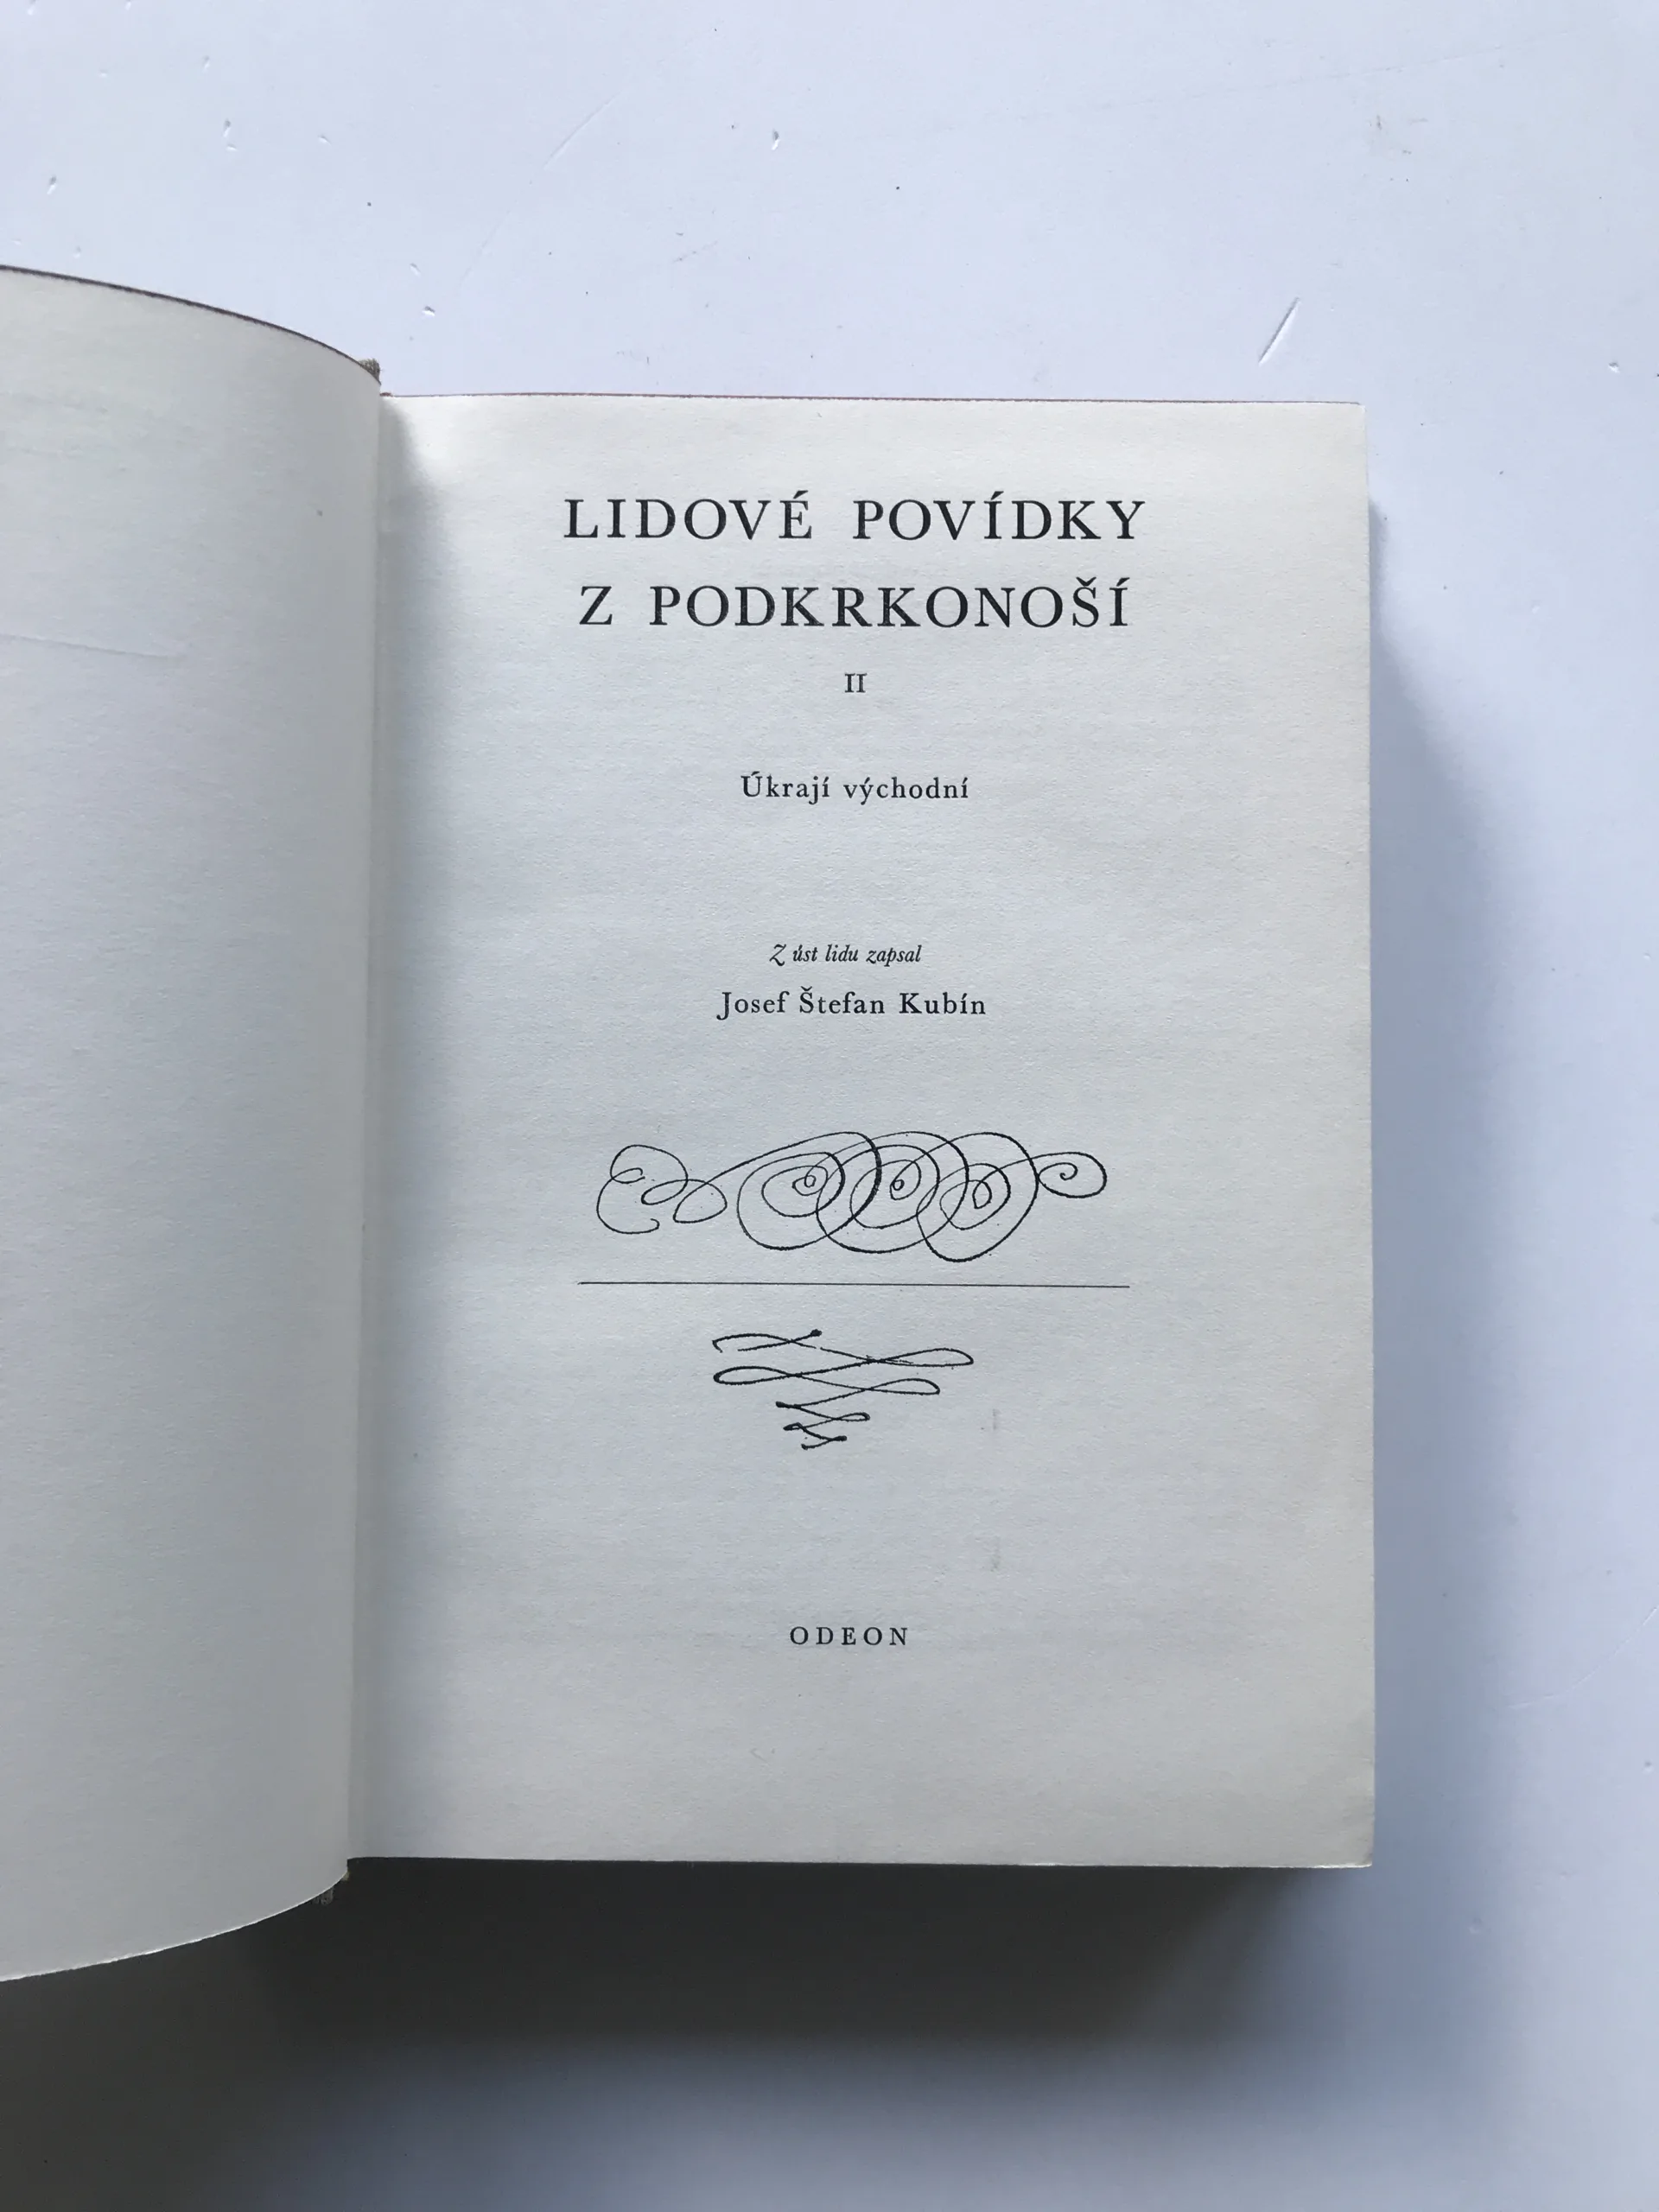 LIDOVÉ POVÍDKY
Z PODKRKONOŠÍ
II
Úkrají východní
Z úst lidu zapsal
Josef Štefan Kubín
ODEON